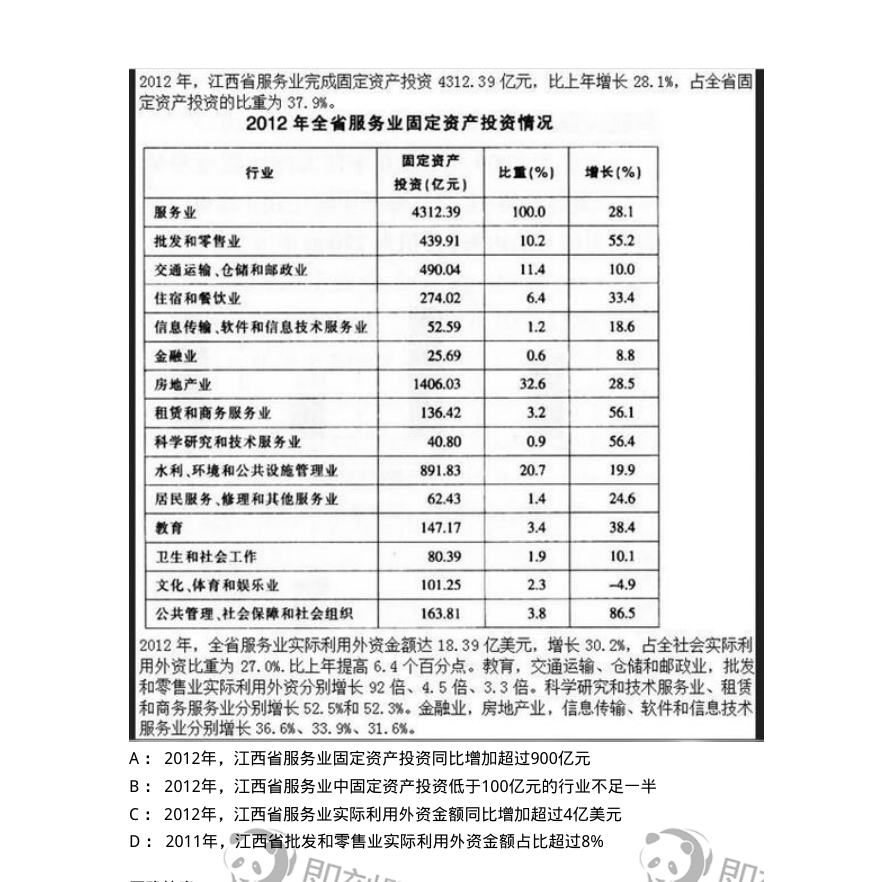 2012 年，江西省服务业完成固定资产投资 4312.39 亿元，比上年增长 28.1%，占全省固
定资产投资的比重为 37.9%。
2012 年全省服务业固定资产投资情况
行业 固定资产投资(亿元) 比重(%) 增长(%)
服务业 4312.39 100.0 28.1
批发和零售业 439.91 10.2 55.2
交通运输、仓储和邮政业 490.04 11.4 10.0
住宿和餐饮业 274.02 6.4 33.4
信息传输、软件和信息技术服务业 52.59 1.2 18.6
金融业 25.69 0.6 8.8
房地产业 1406.03 32.6 28.5
租赁和商务服务业 136.42 3.2 56.1
科学研究和技术服务业 40.80 0.9 56.4
水利、环境和公共设施管理业 891.83 20.7 19.9
居民服务、修理和其他服务业 62.43 1.4 24.6
教育 147.17 3.4 38.4
卫生和社会工作 80.39 1.9 10.1
文化、体育和娱乐业 101.25 2.3 -4.9
公共管理、社会保障和社会组织 163.81 3.8 86.5
2012 年，全省服务业实际利用外资金额达 18.39 亿美元，增长 30.2%，占全社会实际利
用外资比重为 27.0%.比上年提高 6.4 个百分点。教育，交通运输、仓储和邮政业，批发
和零售业实际利用外资分别增长 92 倍、4.5 倍、3.3 倍。科学研究和技术服务业、租赁
和商务服务业分别增长 52.5%和 52.3%。金融业，房地产业，信息传输、软件和信息技术
服务业分别增长 36.6%、33.9%、31.6%。
A ： 2012年，江西省服务业固定资产投资同比增加超过900亿元
B ： 2012年，江西省服务业中固定资产投资低于100亿元的行业不足一半
C ： 2012年，江西省服务业实际利用外资金额同比增加超过4亿美元
D ： 2011年，江西省批发和零售业实际利用外资金额占比超过8%